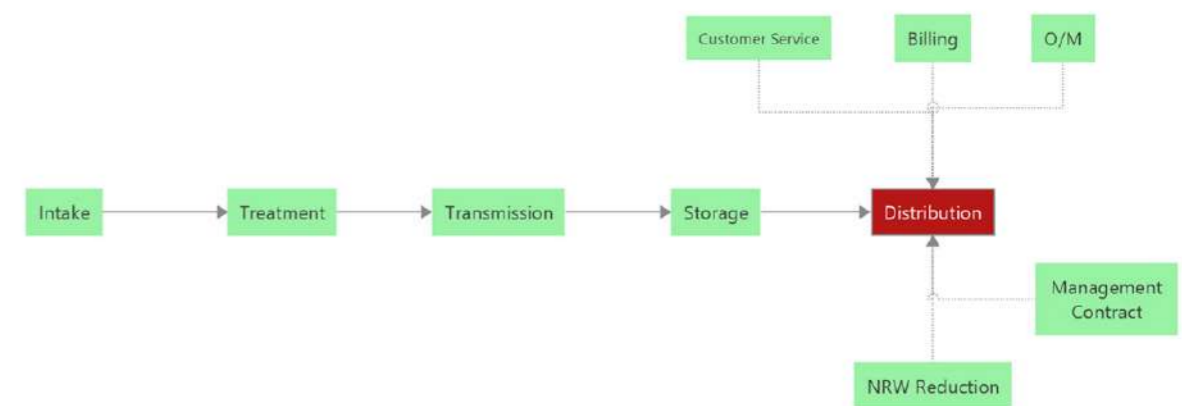 Customer Service
Billing
O/M
Intake
Treatment
Transmission
Storage
Distribution
Management
Contract
NRW Reduction